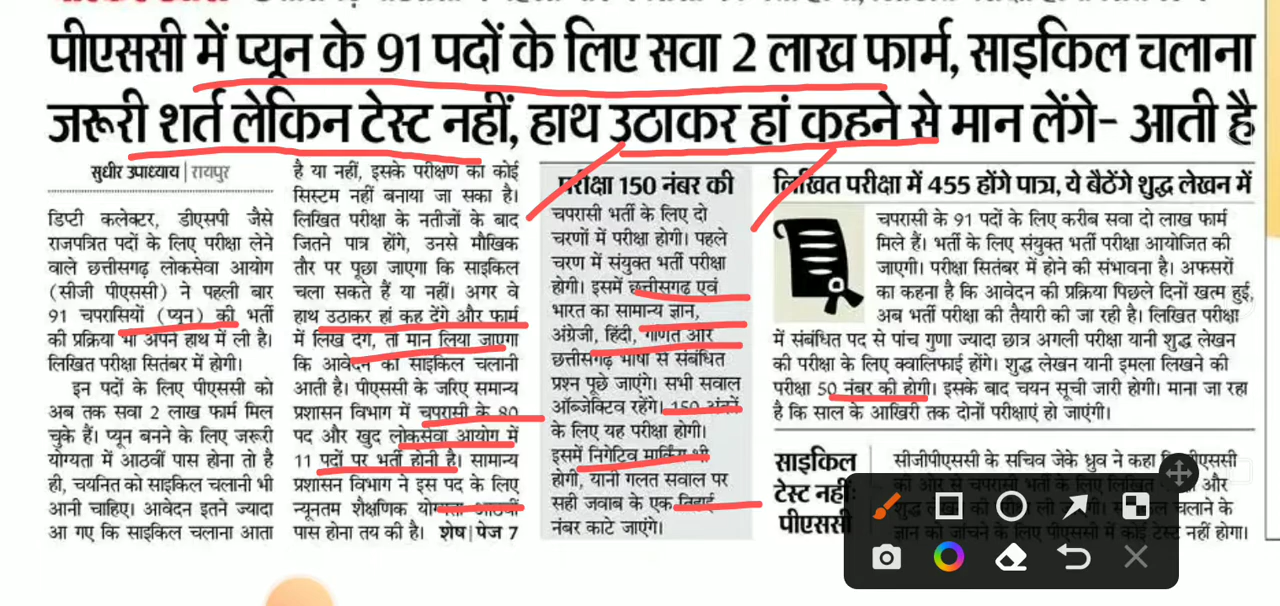 पीएससी में प्यून के 91 पदों के लिए सवा 2 लाख फार्म, साइकिल चलाना
जरूरी शर्त लेकिन टेस्ट नहीं, हाथ उठाकर हां कहने से मान लेंगे- आती है
सुधीर उपाध्याय | रायपुर
डिप्टी कलेक्टर, डीएसपी जैसे
राजपत्रित पदों के लिए परीक्षा लेने
वाले छत्तीसगढ़ लोकसेवा आयोग
(सीजी पीएससी) ने पहली बार
91 चपरासियों (प्यून) की भर्ती
की प्रक्रिया भी अपने हाथ में ली है।
लिखित परीक्षा सितंबर में होगी।
इन पदों के लिए पीएससी को
अब तक सवा 2 लाख फार्म मिल
चुके हैं। प्यून बनने के लिए जरूरी
योग्यता में आठवीं पास होना तो है
ही, चयनित को साइकिल चलानी भी
आनी चाहिए। आवेदन इतने ज्यादा
आ गए कि साइकिल चलाना आता
है या नहीं, इसके परीक्षण का कोई
सिस्टम नहीं बनाया जा सका है।
लिखित परीक्षा के नतीजों के बाद
जितने पात्र होंगे, उनसे मौखिक
तौर पर पूछा जाएगा कि साइकिल
चला सकते हैं या नहीं। अगर वे
हाथ उठाकर हां कह देंगे और फार्म
में लिख देंगे, तो मान लिया जाएगा
कि आवेदन को साइकिल चलानी
आती है। पीएससी के जरिए सामान्य
प्रशासन विभाग में चपरासी के 80
पद और खुद लोकसेवा आयोग में
11 पदों पर भर्ती होनी है। सामान्य
प्रशासन विभाग ने इस पद के लिए
न्यूनतम शैक्षणिक योग्यता आठवीं
पास होना तय की है। शेष | पेज 7
परीक्षा 150 नंबर की
चपरासी भर्ती के लिए दो
चरणों में परीक्षा होगी। पहले
चरण में संयुक्त भर्ती परीक्षा
होगी। इसमें छत्तीसगढ़ एवं
भारत का सामान्य ज्ञान,
अंग्रेजी, हिंदी, गणित और
छत्तीसगढ़ भाषा से संबंधित
प्रश्न पूछे जाएंगे। सभी सवाल
ऑब्जेक्टिव रहेंगे। 150 अंकों
के लिए यह परीक्षा होगी।
इसमें निगेटिव मार्किंग भी
होगी, यानी गलत सवाल पर
सही जवाब के एक तिहाई
नंबर काटे जाएंगे।
लिखित परीक्षा में 455 होंगे पात्र, ये बैठेंगे शुद्ध लेखन में
चपरासी के 91 पदों के लिए करीब सवा दो लाख फार्म
मिले हैं। भर्ती के लिए संयुक्त भर्ती परीक्षा आयोजित की
जाएगी। परीक्षा सितंबर में होने की संभावना है। अफसरों
का कहना है कि आवेदन की प्रक्रिया पिछले दिनों खत्म हुई,
अब भर्ती परीक्षा की तैयारी की जा रही है। लिखित परीक्षा
में संबंधित पद से पांच गुणा ज्यादा छात्र अगली परीक्षा यानी शुद्ध लेखन
की परीक्षा के लिए क्वालिफाई होंगे। शुद्ध लेखन यानी इमला लिखने की
परीक्षा 50 नंबर की होगी। इसके बाद चयन सूची जारी होगी। माना जा रहा
है कि साल के आखिरी तक दोनों परीक्षाएं हो जाएंगी।
साइकिल
टेस्ट नहीं:
पीएससी
सीजीपीएससी के सचिव जेके ध्रुव ने कहा कि पीएससी
की ओर से चपरासी भर्ती के लिए लिखित और
शुद्ध लेखन की ली चलाने के
ज्ञान को जांचने के लिए पीएससी में कोई टेस्ट नहीं होगा।